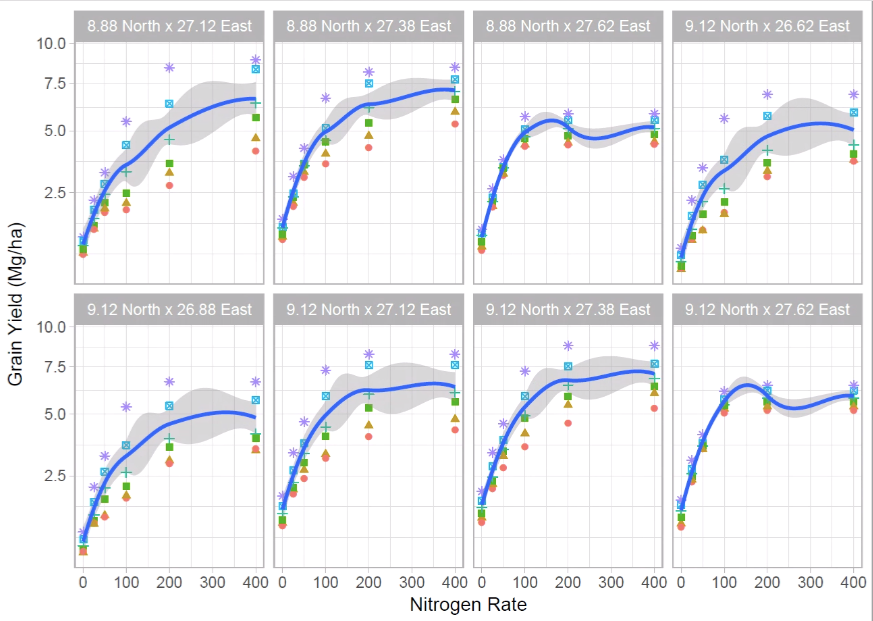 8.88 North x 27.12 East 8.88 North x 27.38 East 8.88 North x 27.62 East 9.12 North x 26.62 East
10.0
7.5
5.0
2.5
Grain Yield (Mg/ha)
9.12 North x 26.88 East 9.12 North x 27.12 East 9.12 North x 27.38 East 9.12 North x 27.62 East
10.0
7.5
5.0
2.5
0 100 200 300 400 0 100 200 300 400 0 100 200 300 400 0 100 200 300 400
Nitrogen Rate